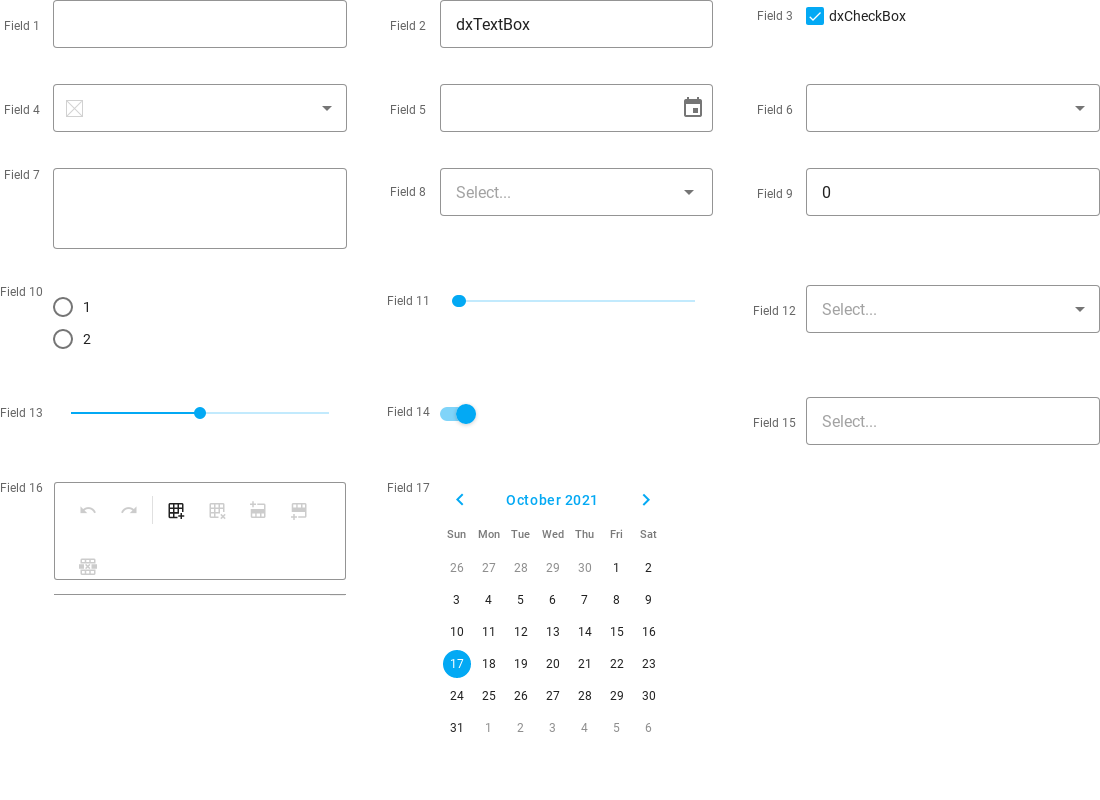 Field 1
Field 2 dxTextBox
Field 3 dxCheckBox
Field 4
Field 5
Field 6
Field 7
Field 8 Select...
Field 9 0
Field 10
1
2
Field 11
Field 12 Select...
Field 13
Field 14
Field 15 Select...
Field 16
Field 17
October 2021
Sun Mon Tue Wed Thu Fri Sat
26 27 28 29 30 1 2
3 4 5 6 7 8 9
10 11 12 13 14 15 16
17 18 19 20 21 22 23
24 25 26 27 28 29 30
31 1 2 3 4 5 6